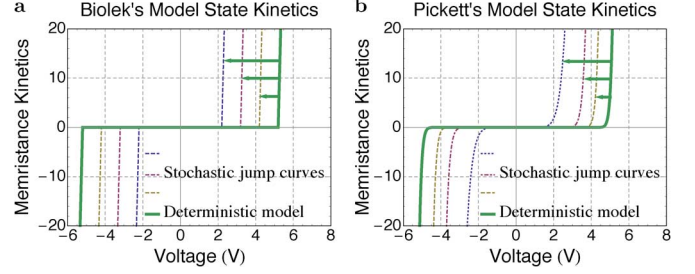 a Biolek's Model State Kinetics
20
10
0
−10
−20
Memristance Kinetics
Stochastic jump curves
Deterministic model
−6 −4 −2 0 2 4 6 8
Voltage (V)
b Pickett's Model State Kinetics
20
10
0
−10
−20
Memristance Kinetics
Stochastic jump curves
Deterministic model
−6 −4 −2 0 2 4 6 8
Voltage (V)